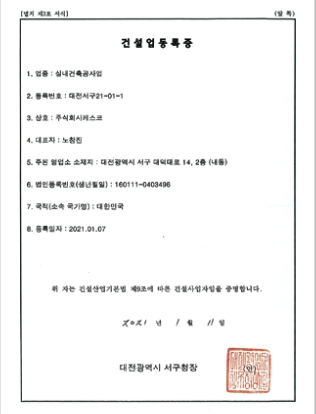 [별지 제3호 서식] (앞 쪽)
건설업등록증
1. 업종 : 실내건축공사업
2. 등록번호 : 대전서구21-01-1
3. 상호 : 주식회사케스코
4. 대표자 : 노참진
5. 주된 영업소 소재지 : 대전광역시 서구 대덕대로 14, 2층 (내동)
6. 법인등록번호(생년월일) : 160111-0403496
7. 국적(소속 국가명) : 대한민국
8. 등록일자 : 2021.01.07
위 자는 건설산업기본법 제9조에 따른 건설사업자임을 증명합니다.
2021 년 1 월 11 일
대전광역시 서구청장 (인)